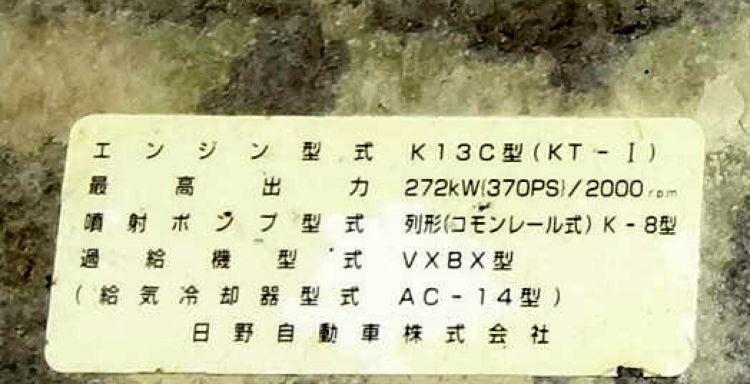 エンジン型式 K13C型(KT-Ⅰ)
最高出力 272kW(370PS)/2000rpm
噴射ポンプ型式 列形(コモンレール式) K-8型
過給機型式 VXBX型
(給気冷却器型式 AC-14型)
日野自動車株式会社